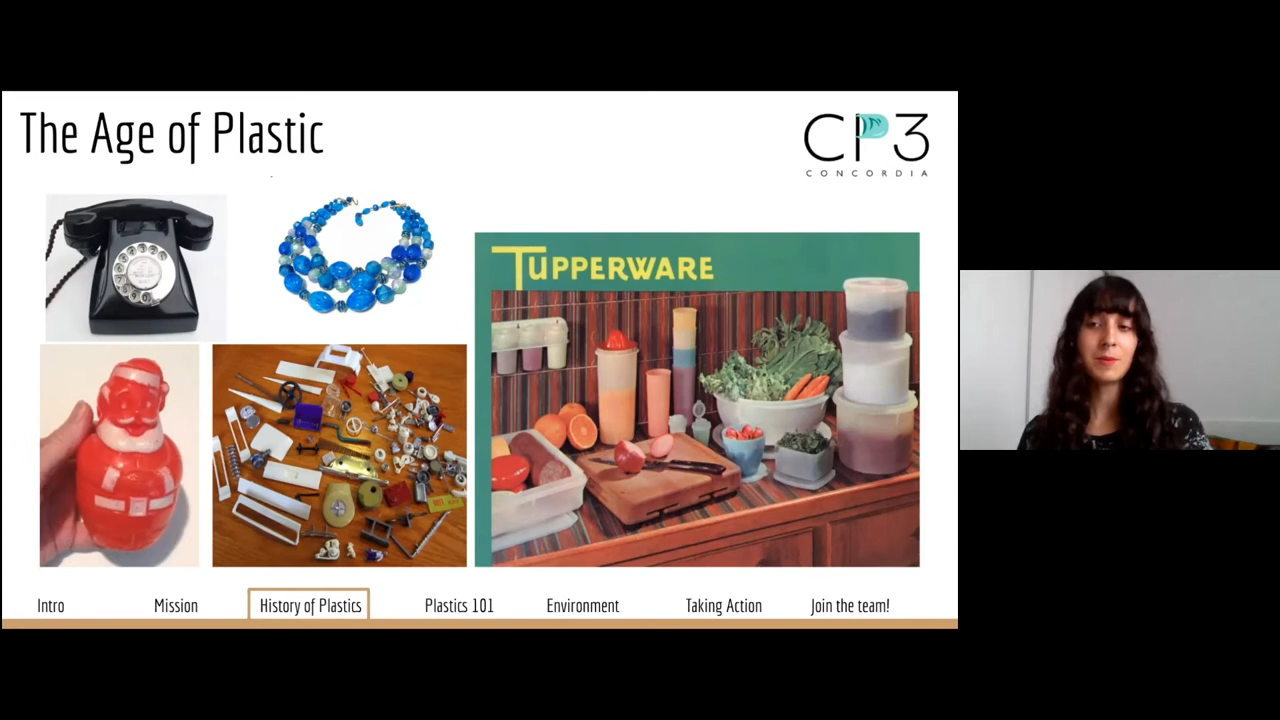 The Age of Plastic
CP3
CONCORDIA
TUPPERWARE
Intro
Mission
History of Plastics
Plastics 101
Environment
Taking Action
Join the team!